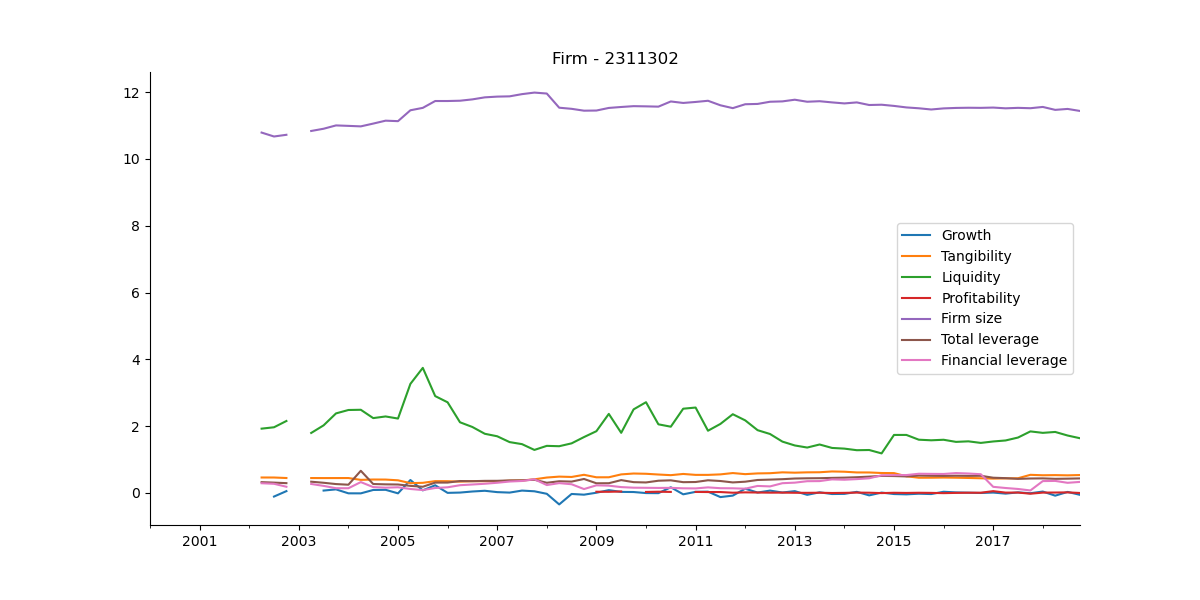 Firm - 2311302
12
10
8
6
4
2
0
Growth
Tangibility
Liquidity
Profitability
Firm size
Total leverage
Financial leverage
2001 2003 2005 2007 2009 2011 2013 2015 2017